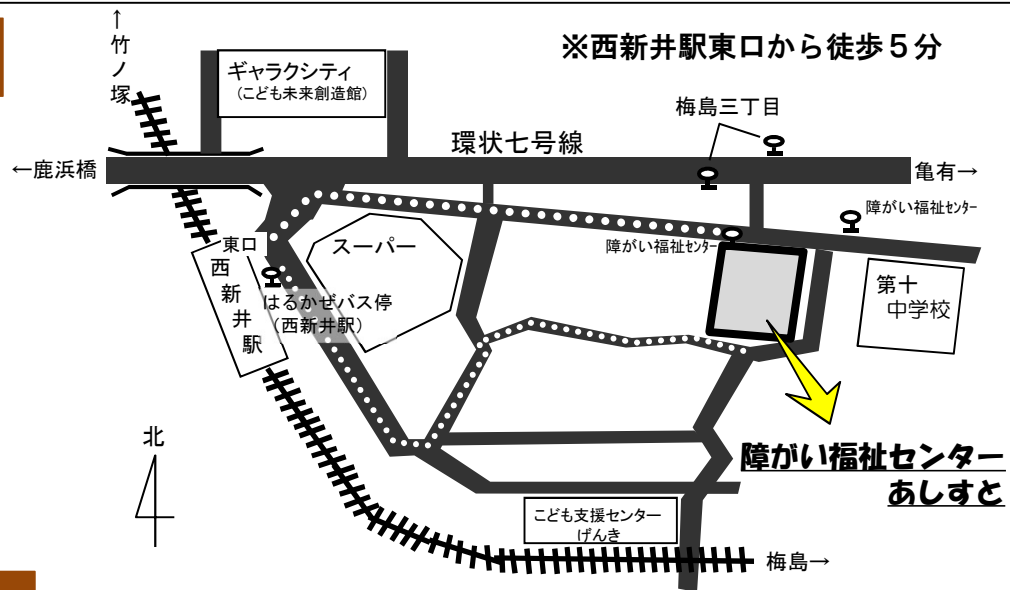 ※西新井駅東口から徒歩５分
↑
竹ノ塚
ギャラクシティ
(こども未来創造館)
梅島三丁目
環状七号線
←鹿浜橋
亀有→
障がい福祉センター
障がい福祉センター
東口
西新井駅
スーパー
はるかぜバス停
(西新井駅)
第十
中学校
北
障がい福祉センター
あしすと
こども支援センター
げんき
梅島→